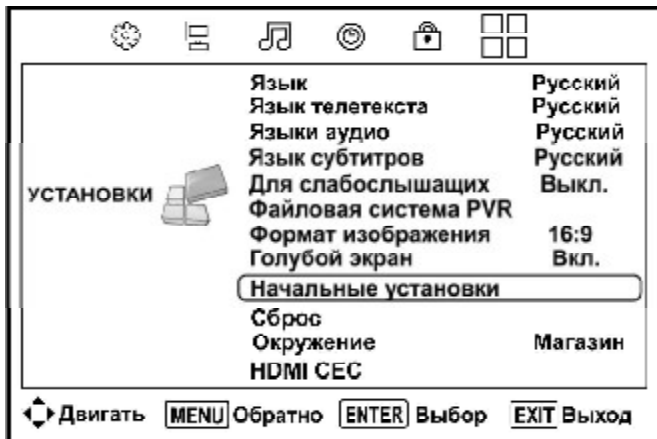 Язык Русский
Язык телетекста Русский
Языки аудио Русский
Язык субтитров Русский
УСТАНОВКИ
Для слабослышащих Выкл.
Файловая система PVR
Формат изображения 16:9
Голубой экран Вкл.
Начальные установки
Сброс
Окружение Магазин
HDMI CEC
Двигать MENU Обратно ENTER Выбор EXIT Выход